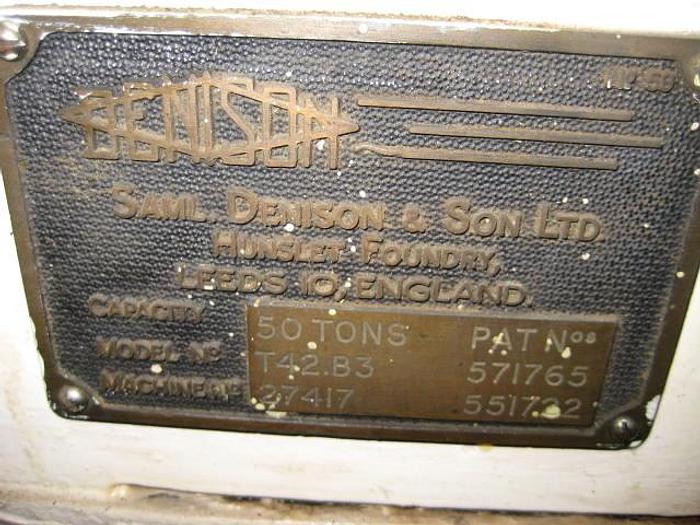 DENISON
SAML. DENISON & SON LTD.
HUNSLET FOUNDRY,
LEEDS 10, ENGLAND.
CAPACITY 50 TONS PAT Nos
MODEL No T42.B3 571765
MACHINE No 27417 551722